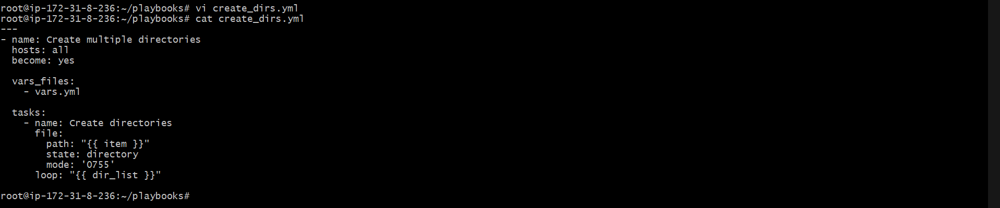 root@ip-172-31-8-236:~/playbooks# vi create_dirs.yml
root@ip-172-31-8-236:~/playbooks# cat create_dirs.yml
---
- name: Create multiple directories
  hosts: all
  become: yes

  vars_files:
    - vars.yml

  tasks:
    - name: Create directories
      file:
        path: "{{ item }}"
        state: directory
        mode: '0755'
      loop: "{{ dir_list }}"

root@ip-172-31-8-236:~/playbooks#